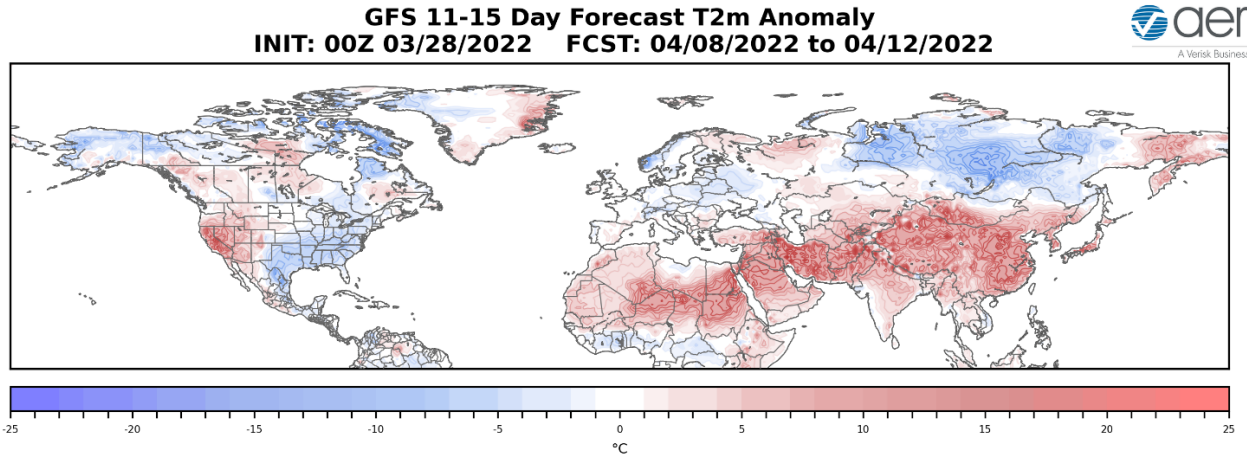 GFS 11-15 Day Forecast T2m Anomaly
INIT: 00Z 03/28/2022 FCST: 04/08/2022 to 04/12/2022
aer
A Verisk Business
-25 -20 -15 -10 -5 0 5 10 15 20 25
°C